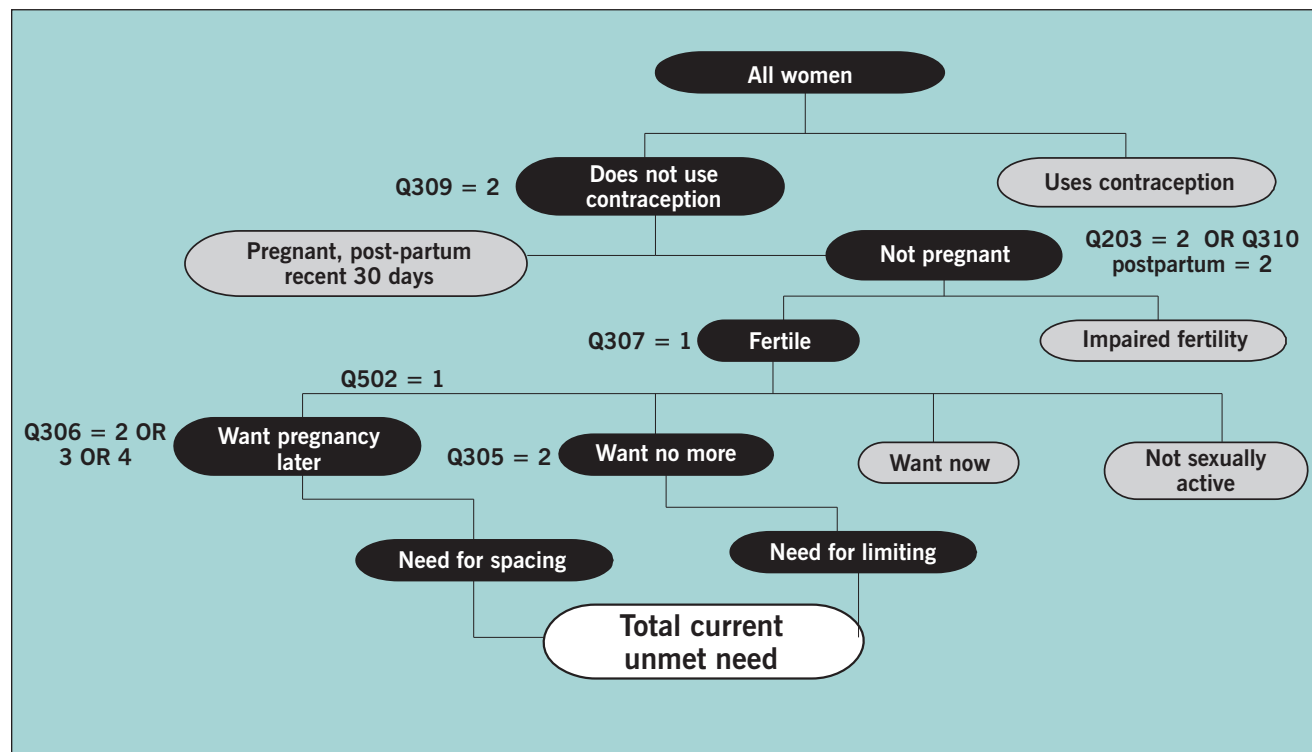 All women
Q309 = 2
Does not use
contraception
Uses contraception
Pregnant, post-partum
recent 30 days
Not pregnant
Q203 = 2 OR Q310
postpartum = 2
Q307 = 1
Fertile
Impaired fertility
Q502 = 1
Q306 = 2 OR
3 OR 4
Want pregnancy
later
Q305 = 2
Want no more
Want now
Not sexually
active
Need for spacing
Need for limiting
Total current
unmet need